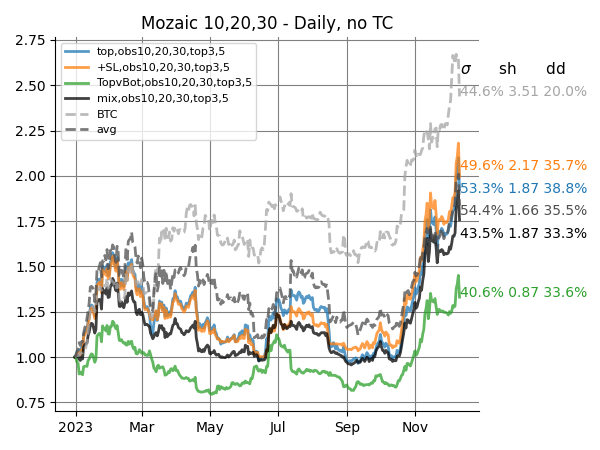 Mozaic 10,20,30 - Daily, no TC
2.75
2.50
2.25
2.00
1.75
1.50
1.25
1.00
0.75
top,obs10,20,30,top3,5
+SL,obs10,20,30,top3,5
TopvBot,obs10,20,30,top3,5
mix,obs10,20,30,top3,5
BTC
avg
σ sh dd
44.6% 3.51 20.0%
49.6% 2.17 35.7%
53.3% 1.87 38.8%
54.4% 1.66 35.5%
43.5% 1.87 33.3%
40.6% 0.87 33.6%
2023 Mar May Jul Sep Nov